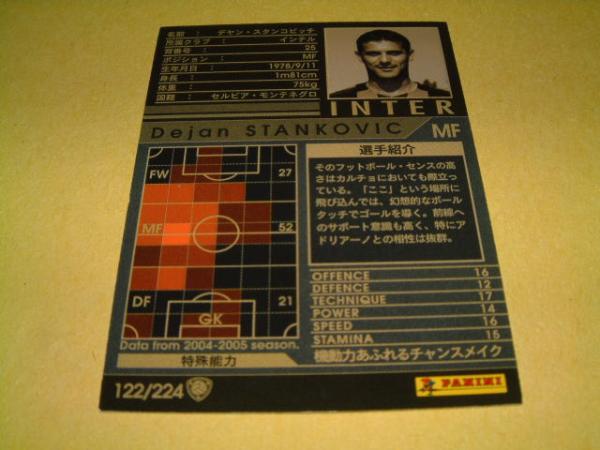 名前 : デヤン・スタンコビッチ
所属クラブ : インテル
背番号 : 25
ポジション : MF
生年月日 : 1978/9/11
身長 : 1m81cm
体重 : 75kg
国籍 : セルビア・モンテネグロ
INTER
Dejan STANKOVIC MF
FW 27
MF 52
DF 21
GK
Data from 2004-2005 season.
特殊能力
選手紹介
そのフットボール・センスの高
さはカルチョにおいても際立っ
ている。「ここ」という場所に
飛び込んでは、幻想的なボール
タッチでゴールを導く。前線へ
のサポート意識も高く、特にア
ドリアーノとの相性は抜群。
OFFENCE 16
DEFENCE 12
TECHNIQUE 17
POWER 14
SPEED 16
STAMINA 15
機動力あふれるチャンスメイク
122/224
PANINI